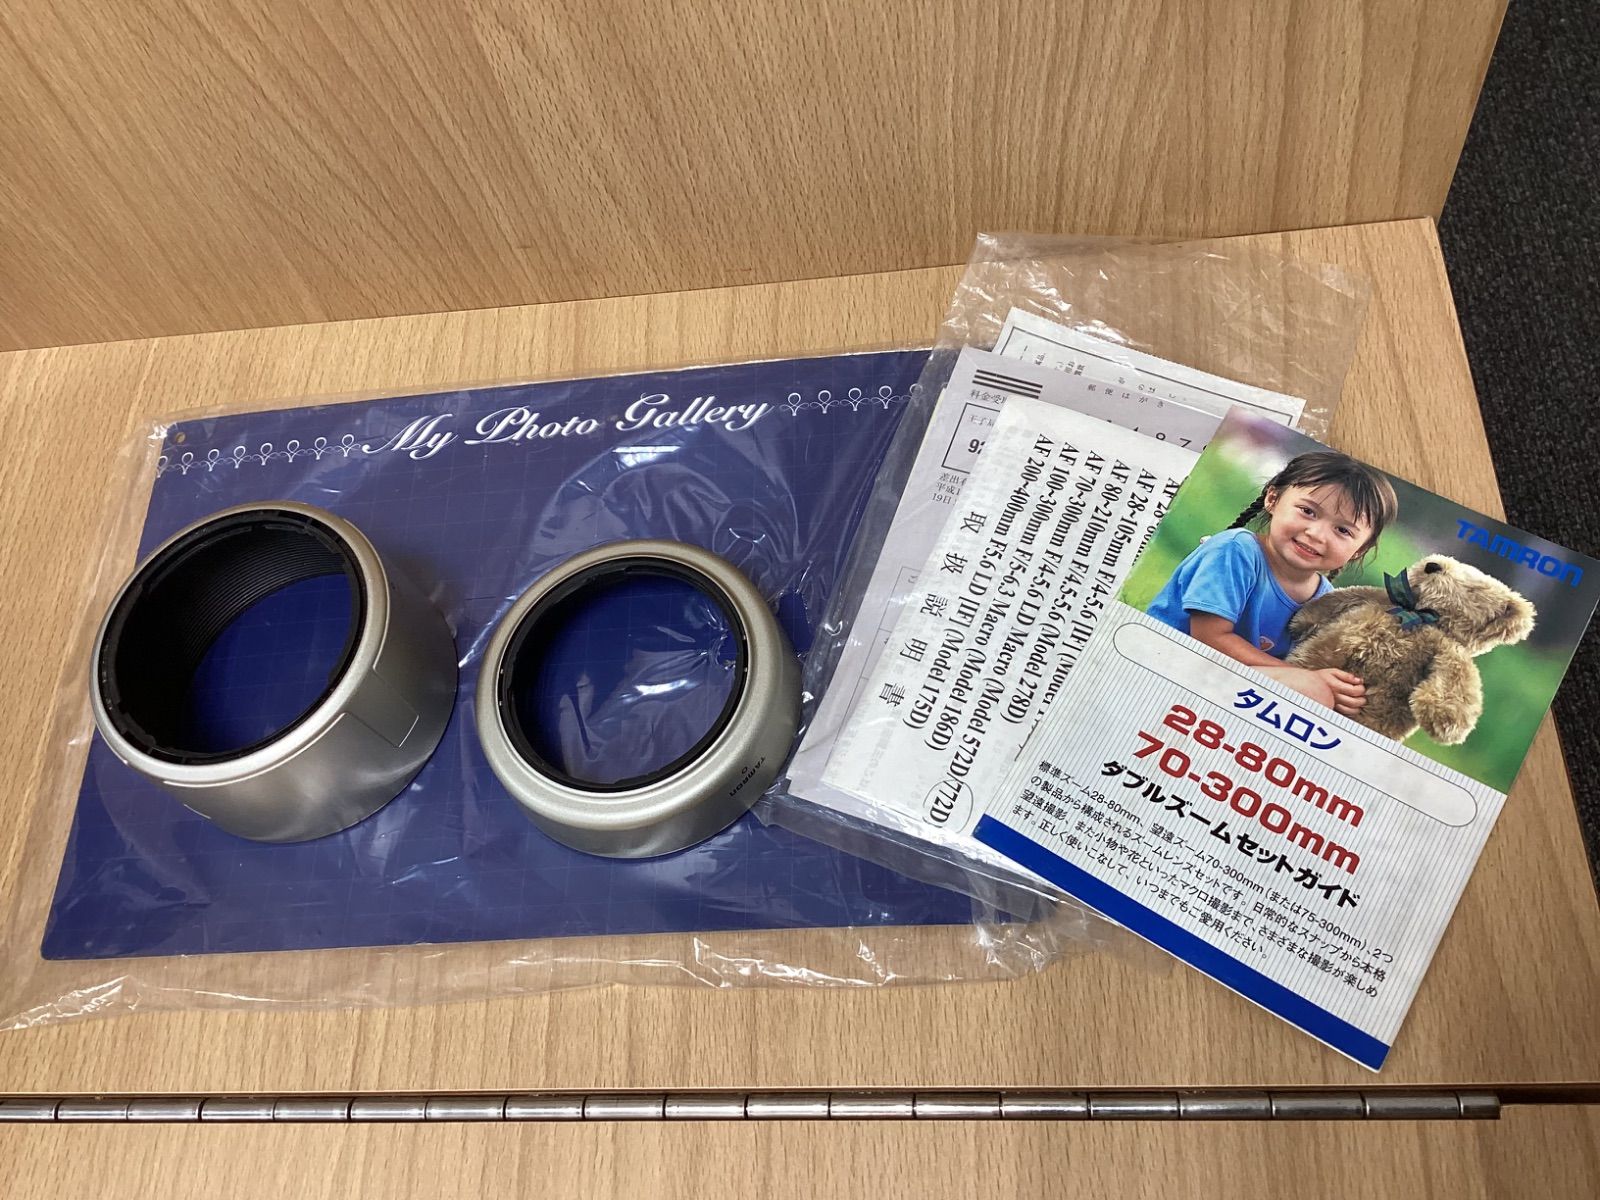 My Photo Gallery
TAMRON
郵便はがき
料金受
AF 28~105mm F/4-5.6 [IF]
AF 80~210mm F/4.5-5.6 (Model 278D)
AF 70~300mm F/4-5.6 LD Macro (Model 572D/772D
AF 100~300mm F/5-6.3 Macro (Model 186D)
AF 200~400mm F/5.6 LD [IF] (Model 175D)
取扱説明書
TAMRON
タムロン
28-80mm
70-300mm
ダブルズームセットガイド
標準ズーム28-80mm、望遠ズーム70-300mm(または75-300mm)、2つ
の製品から構成されるズームレンズセットです。日常的なスナップから本格
望遠撮影、また小物や花といったマクロ撮影まで、さまざまな撮影が楽しめ
ます。正しく使いこなして、いつまでもご愛用ください。